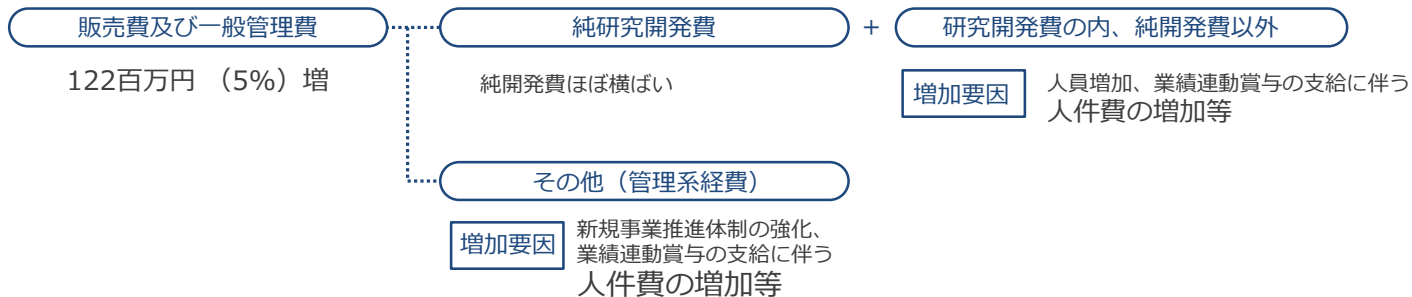 販売費及び一般管理費
純研究開発費
+
研究開発費の内、純開発費以外
122百万円 （5%）増
純開発費ほぼ横ばい
増加要因
人員増加、業績連動賞与の支給に伴う
人件費の増加等
その他（管理系経費）
増加要因
新規事業推進体制の強化、
業績連動賞与の支給に伴う
人件費の増加等